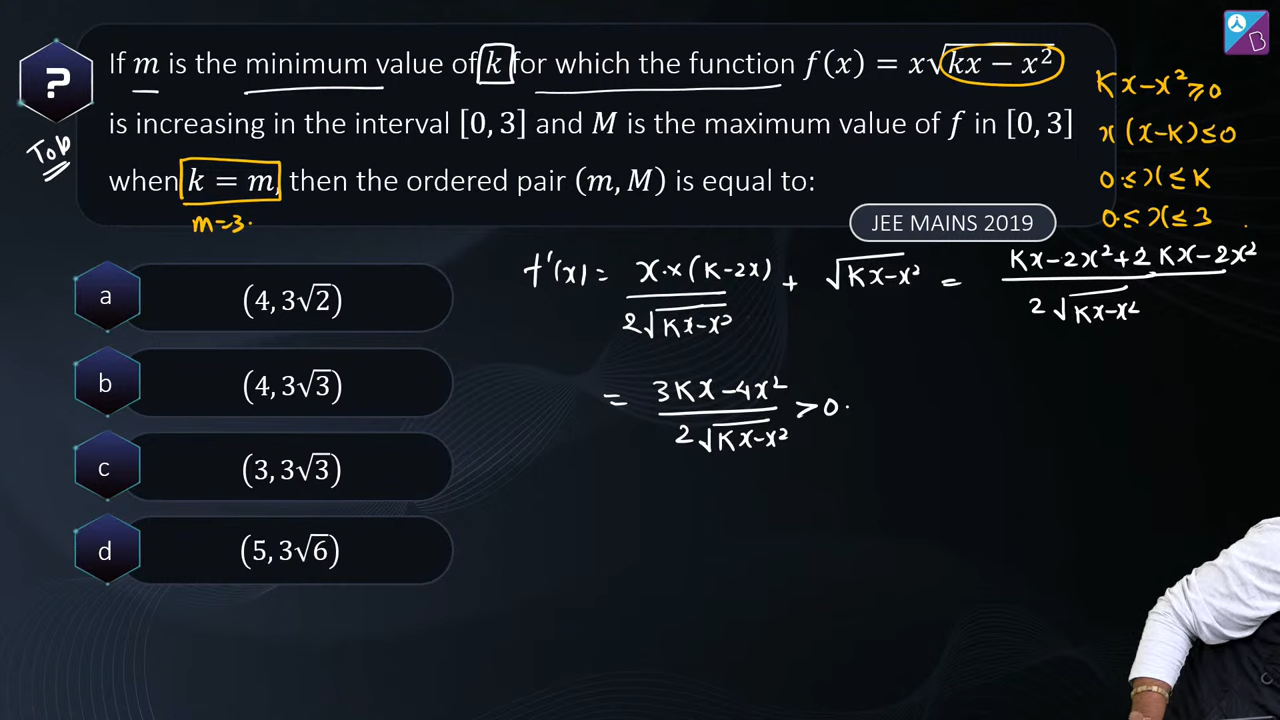 If m is the minimum value of k for which the function f(x) = x√(kx − x²)
is increasing in the interval [0, 3] and M is the maximum value of f in [0, 3]
when k = m, then the ordered pair (m, M) is equal to:
?
Tob
m=3.
Kx−x²≥0
x(x−K)≤0
0≤x≤K
0≤x≤3
JEE MAINS 2019
a (4, 3√2)
b (4, 3√3)
c (3, 3√3)
d (5, 3√6)
f'(x) = x×(K−2x)/2√(Kx−x²) + √(Kx−x²) = Kx−2x²+2Kx−2x²/2√(Kx−x²)
= 3Kx−4x²/2√(Kx−x²) >0.
B